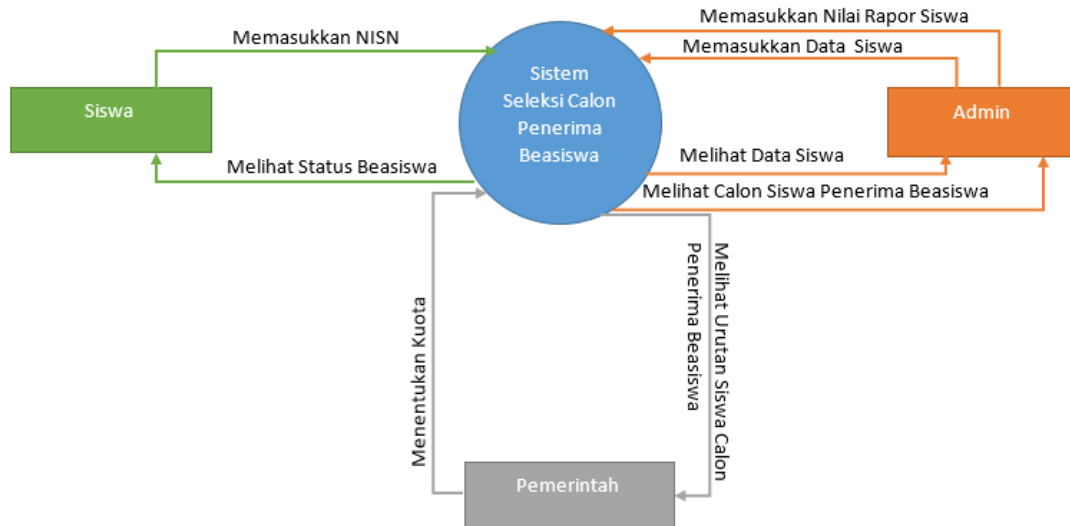 Memasukkan Nilai Rapor Siswa
Memasukkan NISN
Memasukkan Data Siswa
Sistem
Seleksi Calon
Penerima
Beasiswa
Siswa
Admin
Melihat Status Beasiswa
Melihat Data Siswa
Melihat Calon Siswa Penerima Beasiswa
Menentukan Kuota
Melihat Urutan Siswa Calon
Penerima Beasiswa
Pemerintah